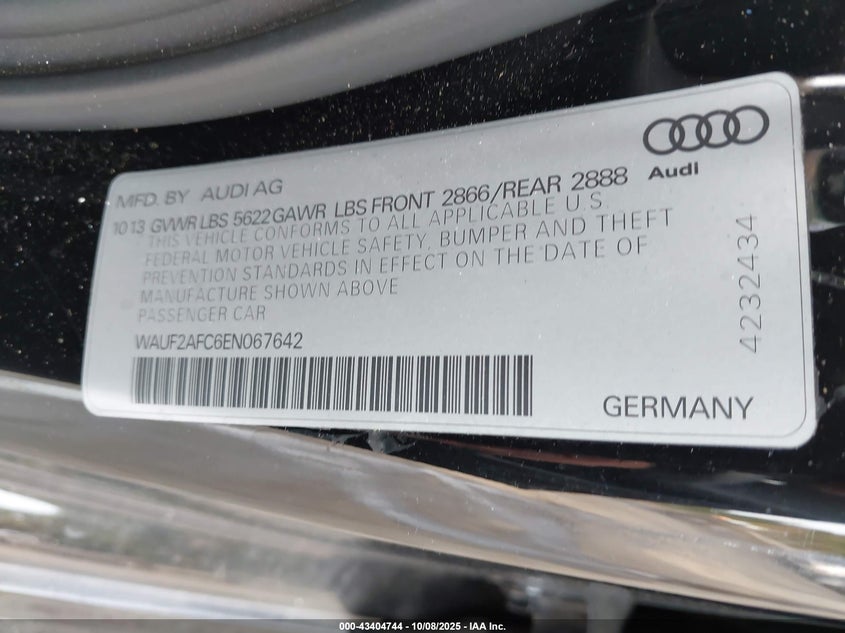 Audi
MFD. BY AUDI AG
10 13 GVWR LBS 5622 GAWR LBS FRONT 2866/REAR 2888
THIS VEHICLE CONFORMS TO ALL APPLICABLE U.S.
FEDERAL MOTOR VEHICLE SAFETY, BUMPER AND THEFT
PREVENTION STANDARDS IN EFFECT ON THE DATE OF
MANUFACTURE SHOWN ABOVE
PASSENGER CAR
WAUF2AFC6EN067642
4232434
GERMANY
000-43404744 - 10/08/2025 - IAA Inc.